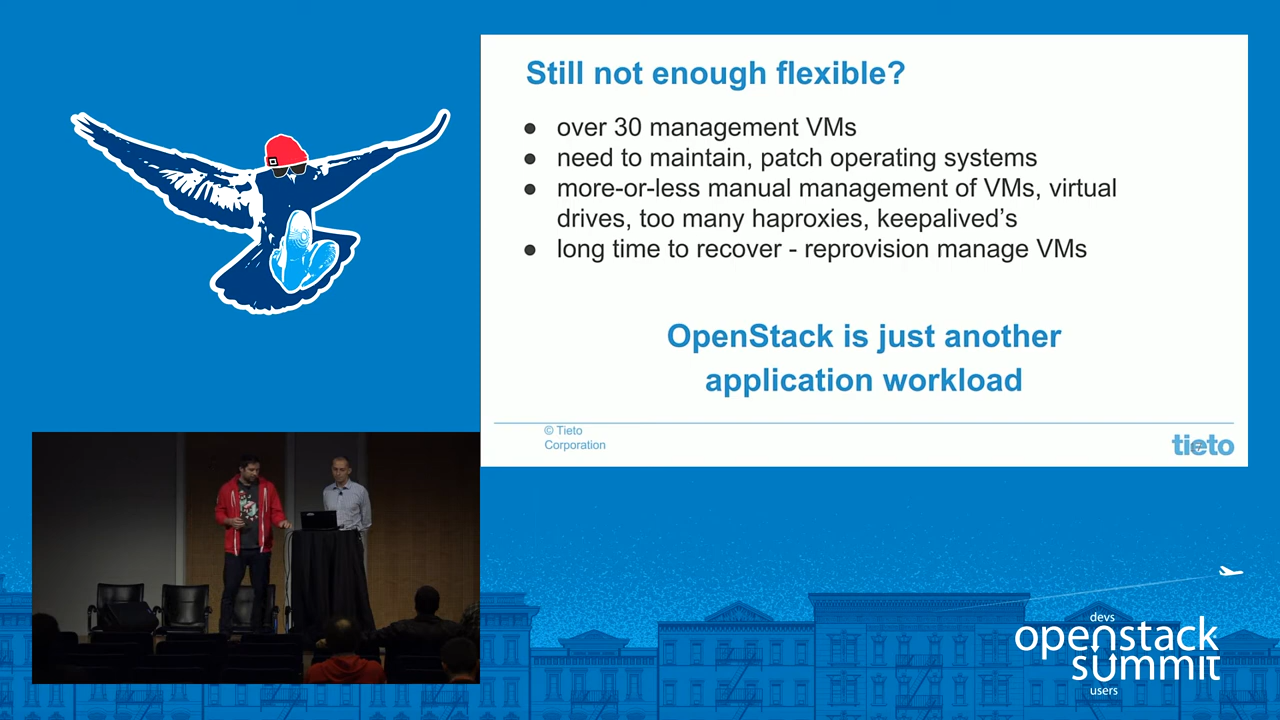 Still not enough flexible?
● over 30 management VMs
● need to maintain, patch operating systems
● more-or-less manual management of VMs, virtual
drives, too many haproxies, keepalived’s
● long time to recover - reprovision manage VMs
OpenStack is just another
application workload
© Tieto
Corporation
tieto
devs
openstack
summit
users